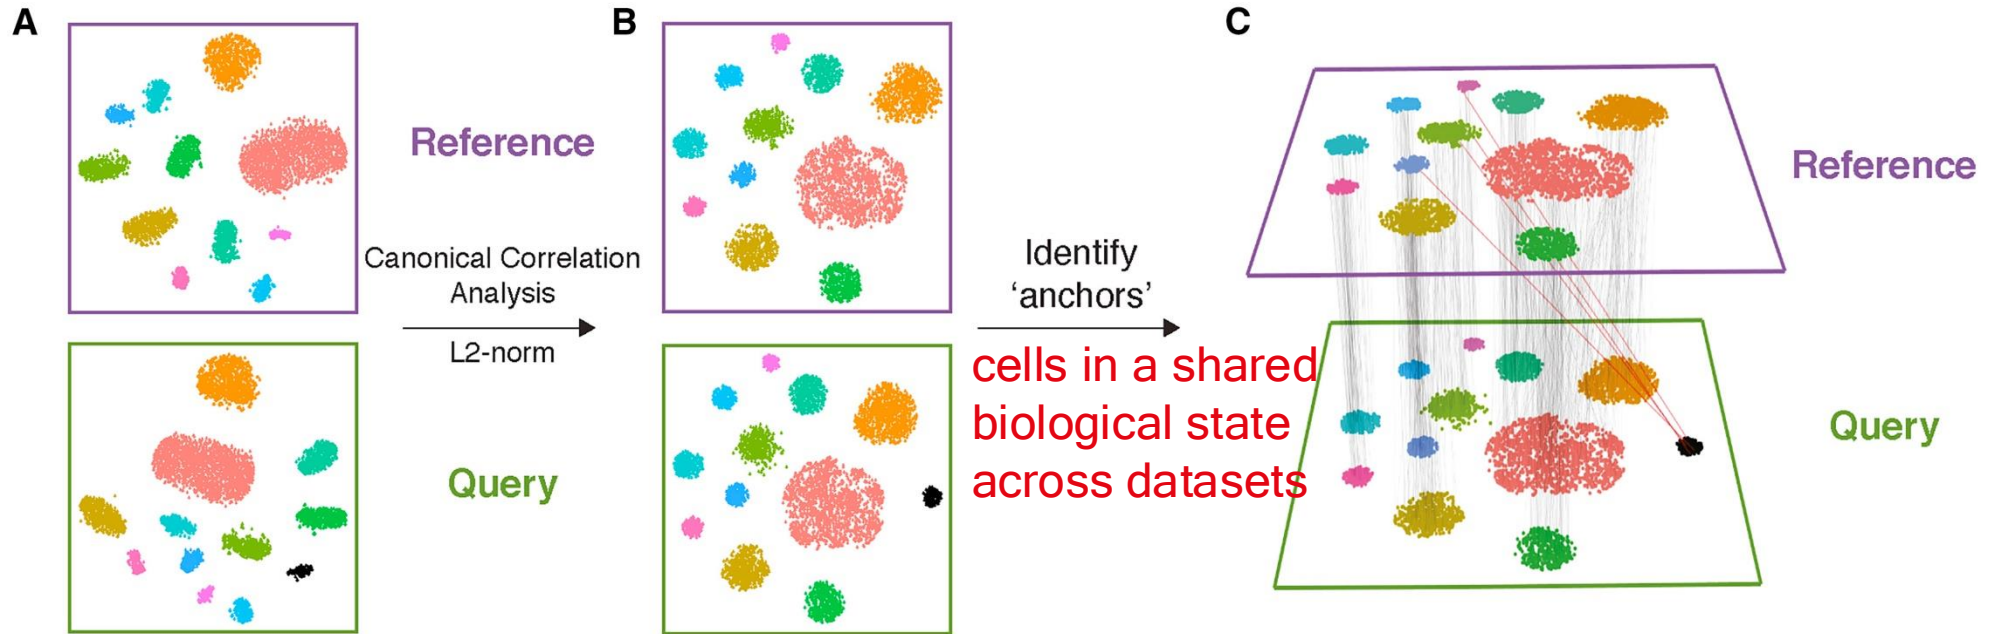 A
B
C
Reference
Canonical Correlation
Analysis
L2-norm
Query
Identify
‘anchors’
cells in a shared
biological state
across datasets
Reference
Query